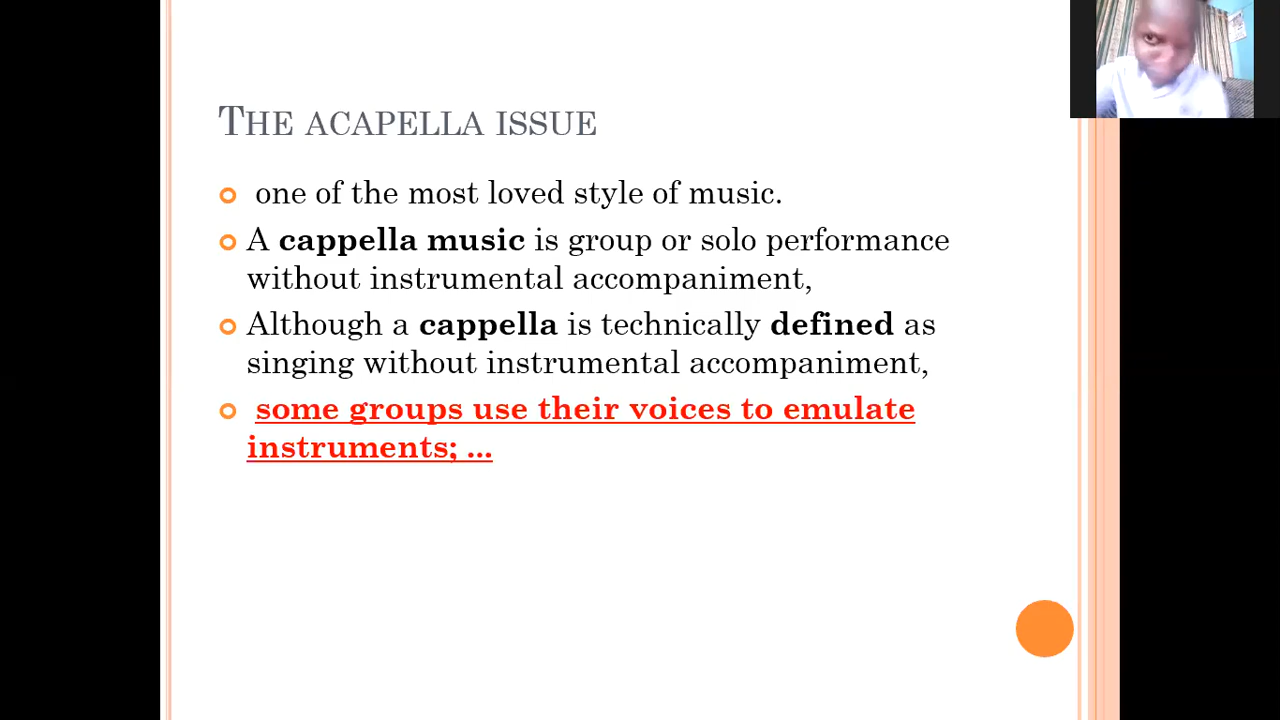 THE ACAPELLA ISSUE
one of the most loved style of music.
A cappella music is group or solo performance
without instrumental accompaniment,
Although a cappella is technically defined as
singing without instrumental accompaniment,
some groups use their voices to emulate
instruments; ...